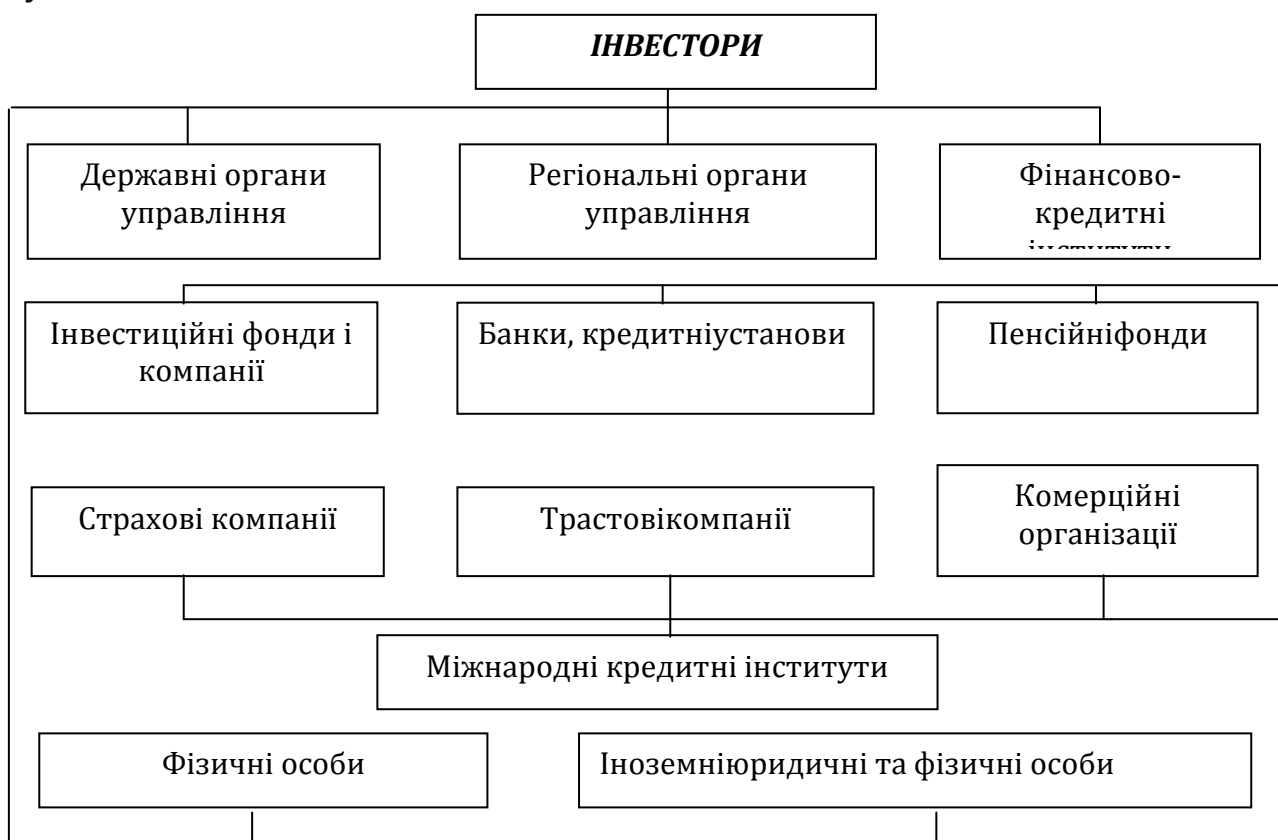 ІНВЕСТОРИ
Державні органи
управління
Регіональні органи
управління
Фінансово-
кредитні
інститути
Інвестиційні фонди і
компанії
Банки, кредитніустанови
Пенсійніфонди
Страхові компанії
Трастовікомпанії
Комерційні
організації
Міжнародні кредитні інститути
Фізичні особи
Іноземніюридичні та фізичні особи